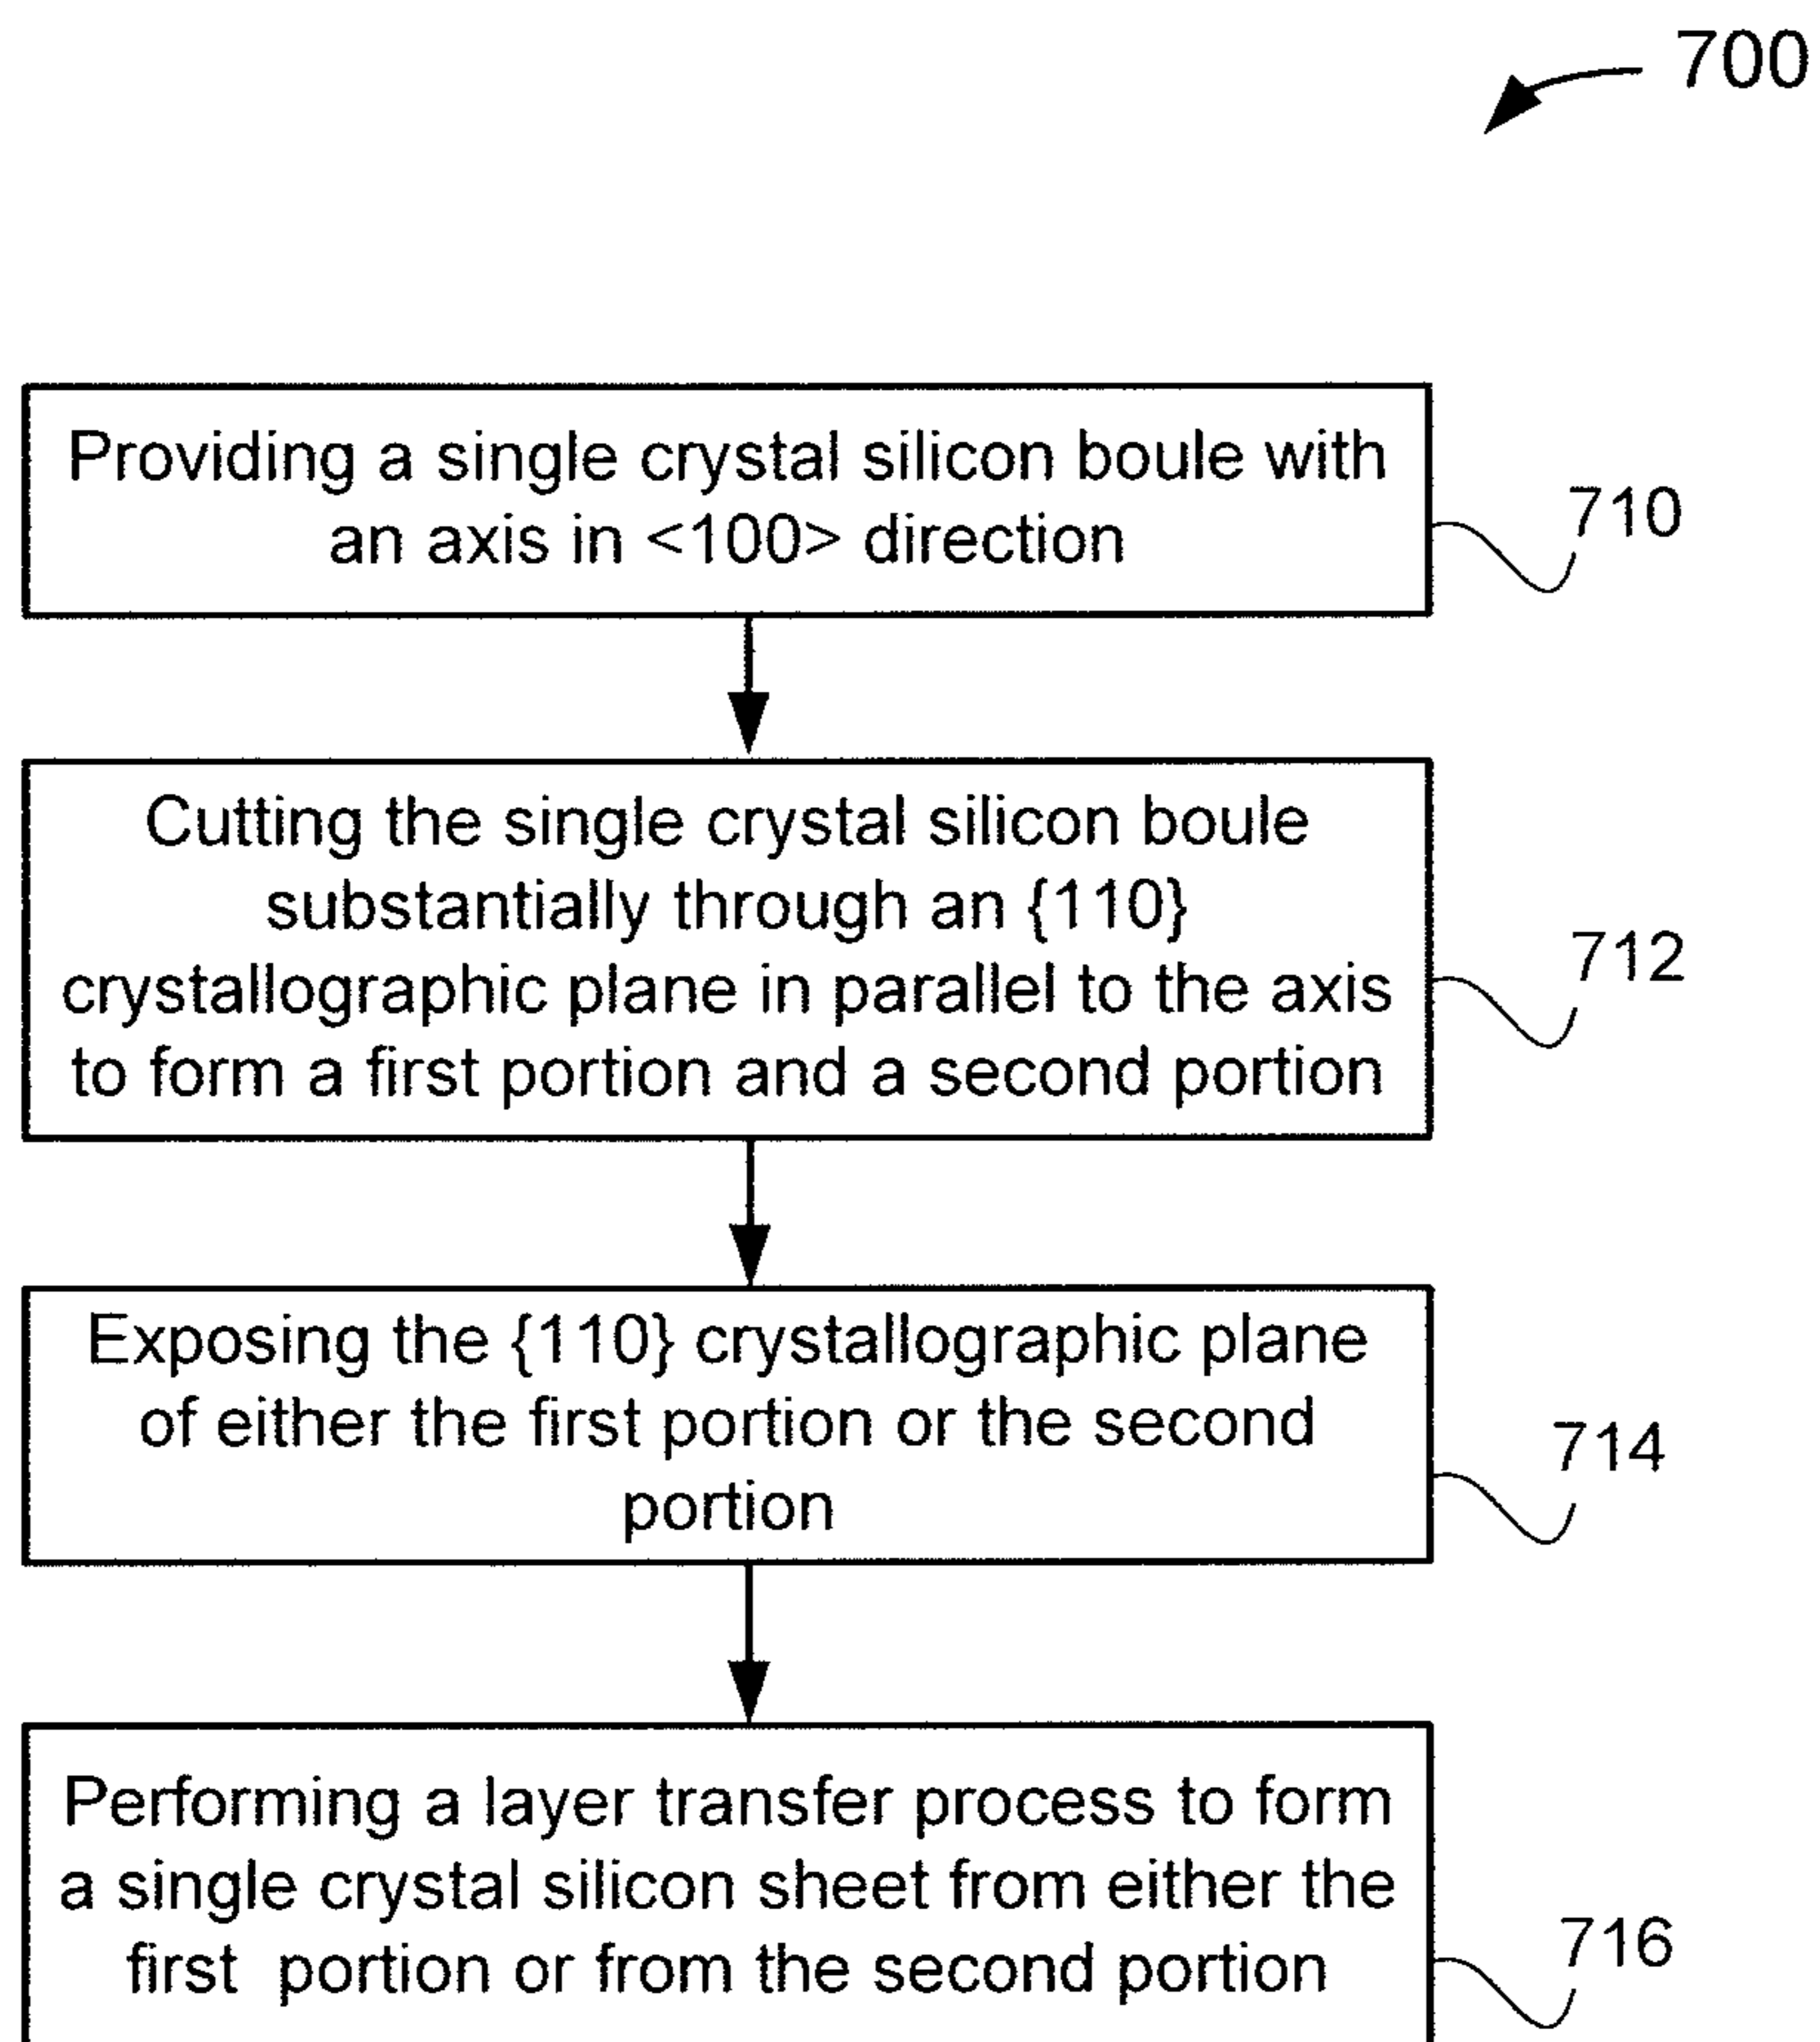 700
Providing a single crystal silicon boule with
an axis in <100> direction
710
Cutting the single crystal silicon boule
substantially through an {110}
crystallographic plane in parallel to the axis
to form a first portion and a second portion
712
Exposing the {110} crystallographic plane
of either the first portion or the second
portion
714
Performing a layer transfer process to form
a single crystal silicon sheet from either the
first portion or from the second portion
716